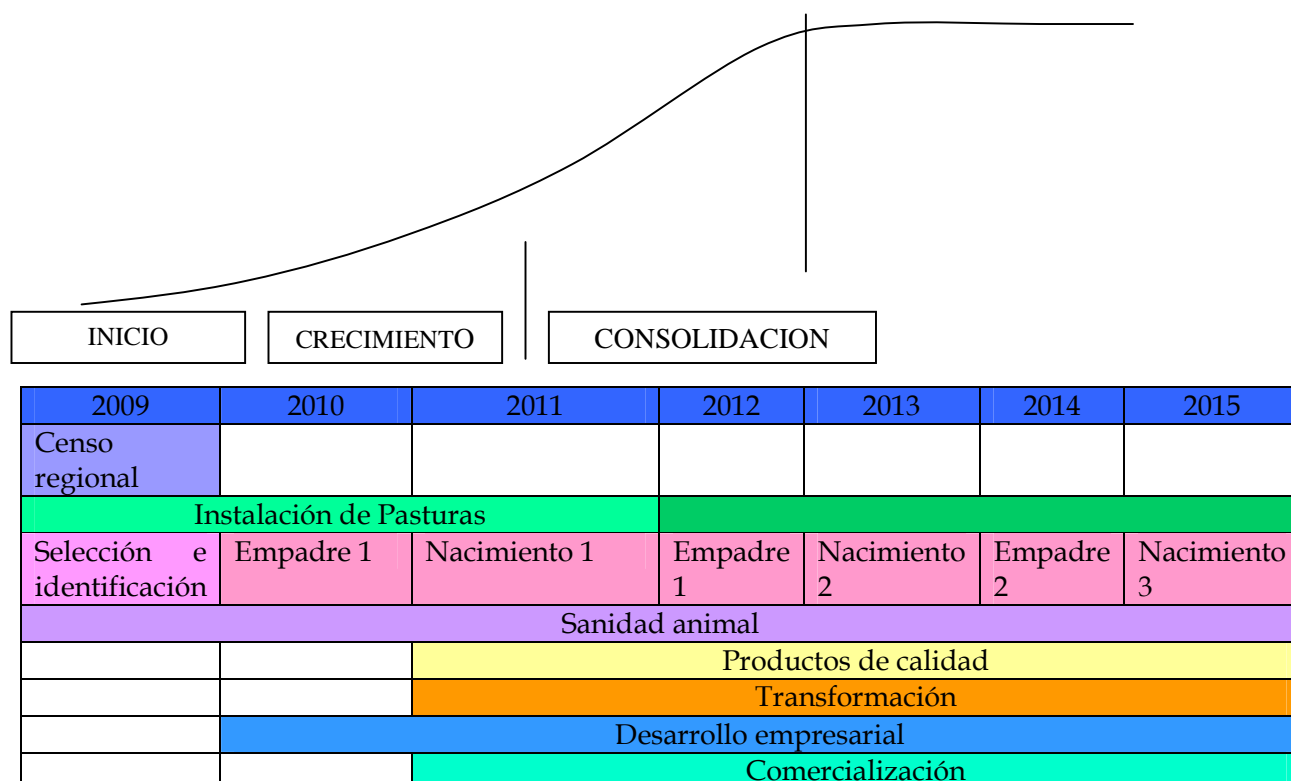 INICIO
CRECIMIENTO
CONSOLIDACION
2009 2010 2011 2012 2013 2014 2015
Censo
regional
Instalación de Pasturas
Selección e
identificación
Empadre 1
Nacimiento 1
Empadre
1
Nacimiento
2
Empadre
2
Nacimiento
3
Sanidad animal
Productos de calidad
Transformación
Desarrollo empresarial
Comercialización